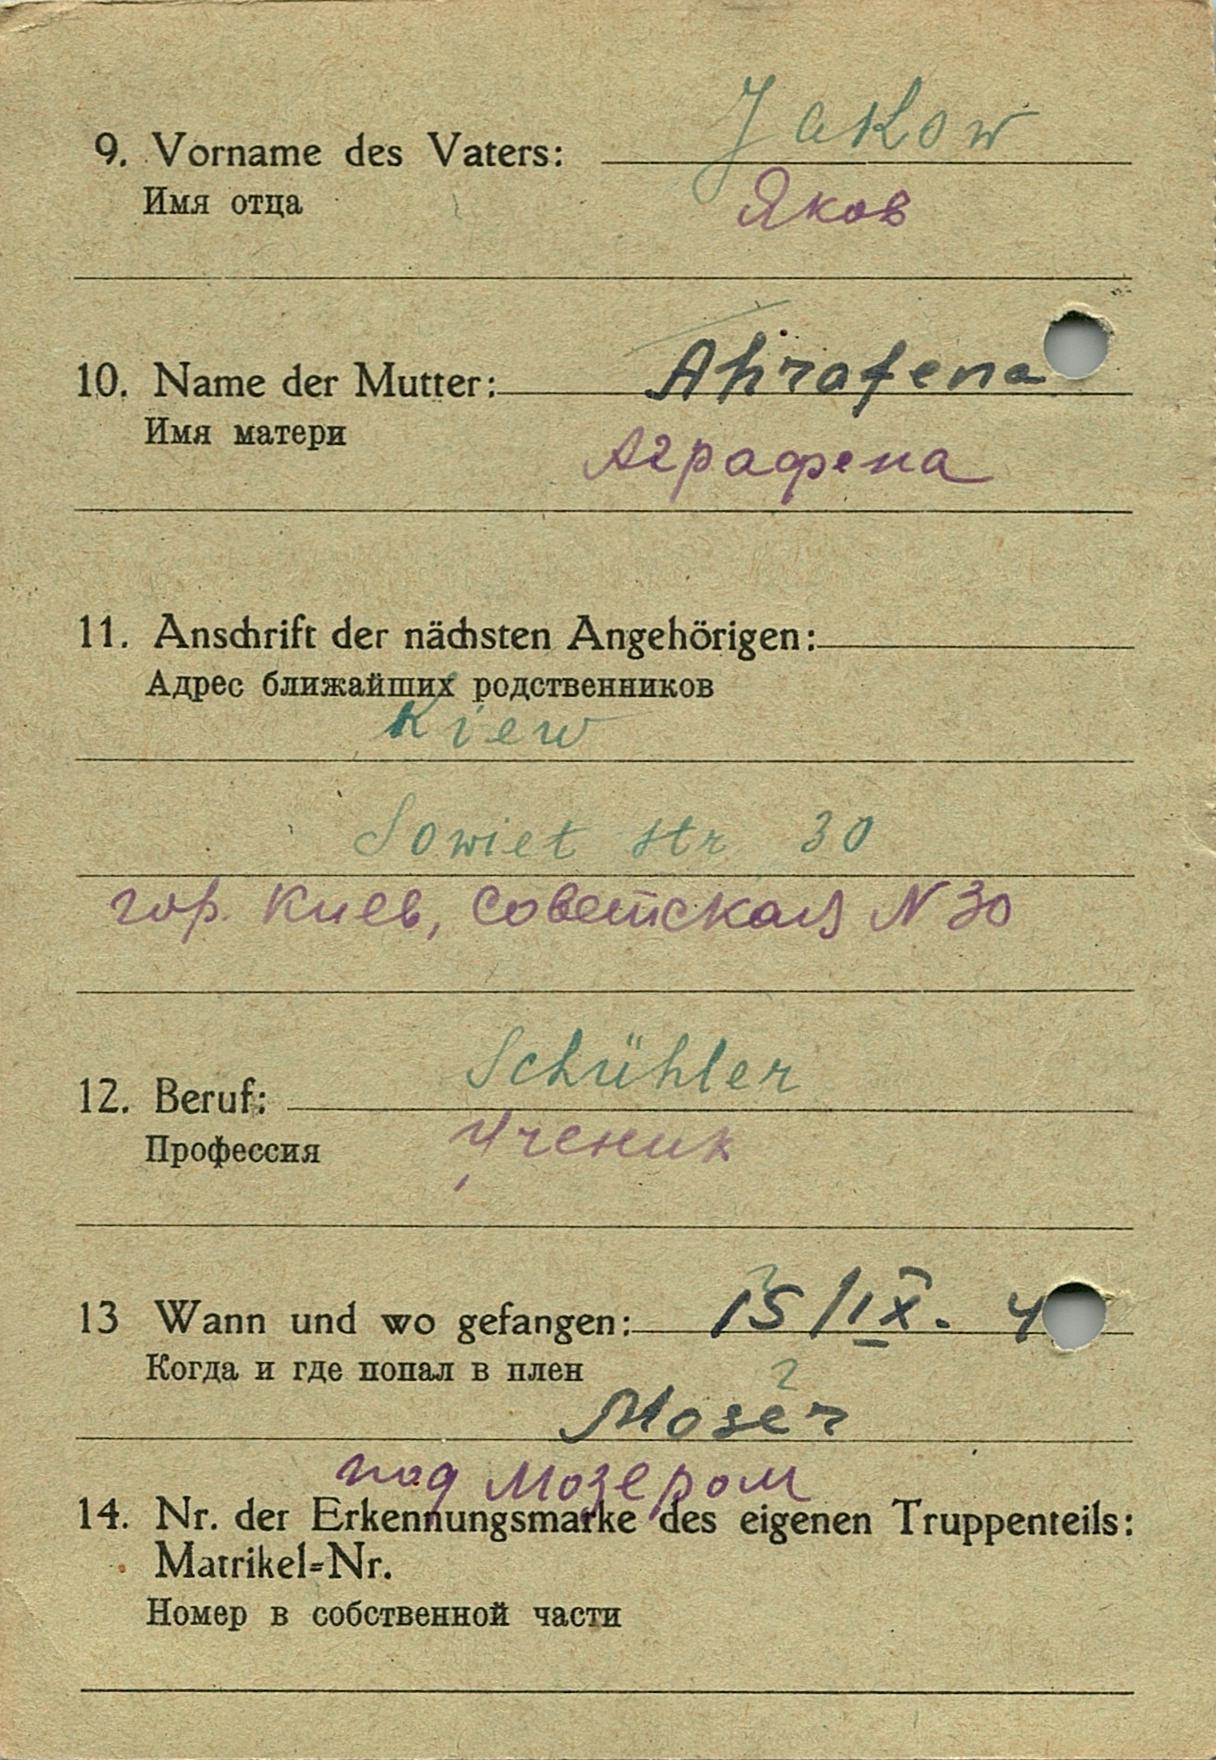 9. Vorname des Vaters: Jakow
Имя отца
Яков
10. Name der Mutter: Ahrafena
Имя матери
Аграфена
11. Anschrift der nächsten Angehörigen:
Адрес ближайших родственников
Kiew
Sowiet str 30
гор. Киев, Советская N 30
Schühler
12. Beruf:
Ученик
Профессия
13 Wann und wo gefangen: 15/IX. 4
Когда и где попал в плен
?
Moser
под Мозером
14. Nr. der Erkennungsmarke des eigenen Truppenteils:
Matrikel-Nr.
Номер в собственной части